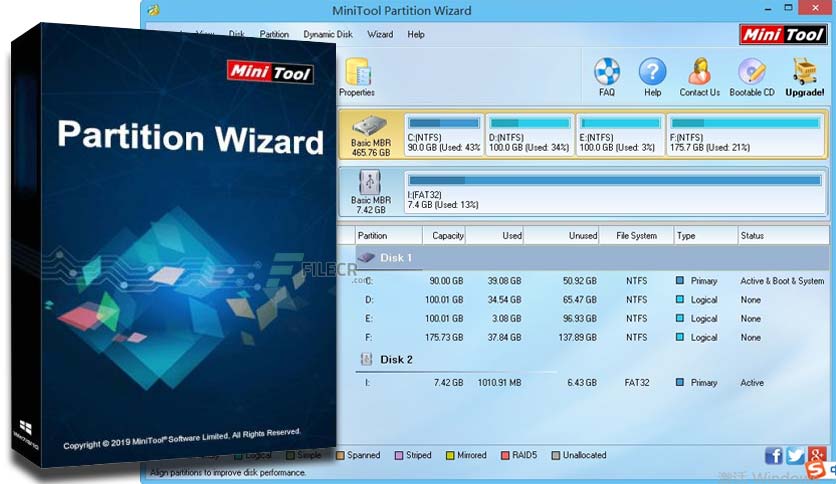 MiniTool
Partition Wizard
WINDOWS
Copyright © 2019 MiniTool® Software Limited, All Rights Reserved.
FILECR
.com
MiniTool Partition Wizard
View Disk Partition Dynamic Disk Wizard Help
MiniTool
Properties FAQ Help Contact Us Bootable CD Upgrade!
Basic MBR
465.76 GB
C:(NTFS)
90.0 GB (Used: 43%
D:(NTFS)
100.0 GB (Used: 34%)
E:(NTFS)
100.0 GB (Used: 3%)
F:(NTFS)
175.7 GB (Used: 21%)
Basic MBR
7.42 GB
I:(FAT32)
7.4 GB (Used: 13%)
Partition Capacity Used Unused File System Type Status
Disk 1
C: 90.00 GB 39.08 GB 50.92 GB NTFS Primary Active & Boot & System
D: 100.01 GB 34.54 GB 65.47 GB NTFS Logical None
E: 100.01 GB 3.08 GB 96.93 GB NTFS Logical None
F: 175.73 GB 37.84 GB 137.89 GB NTFS Logical None
Disk 2
I: 7.42 GB 1010.91 MB 6.43 GB FAT32 Primary Active
Logical Simple Spanned Striped Mirrored RAID5 Unallocated
Align partitions to improve disk performance.
激活 Windows